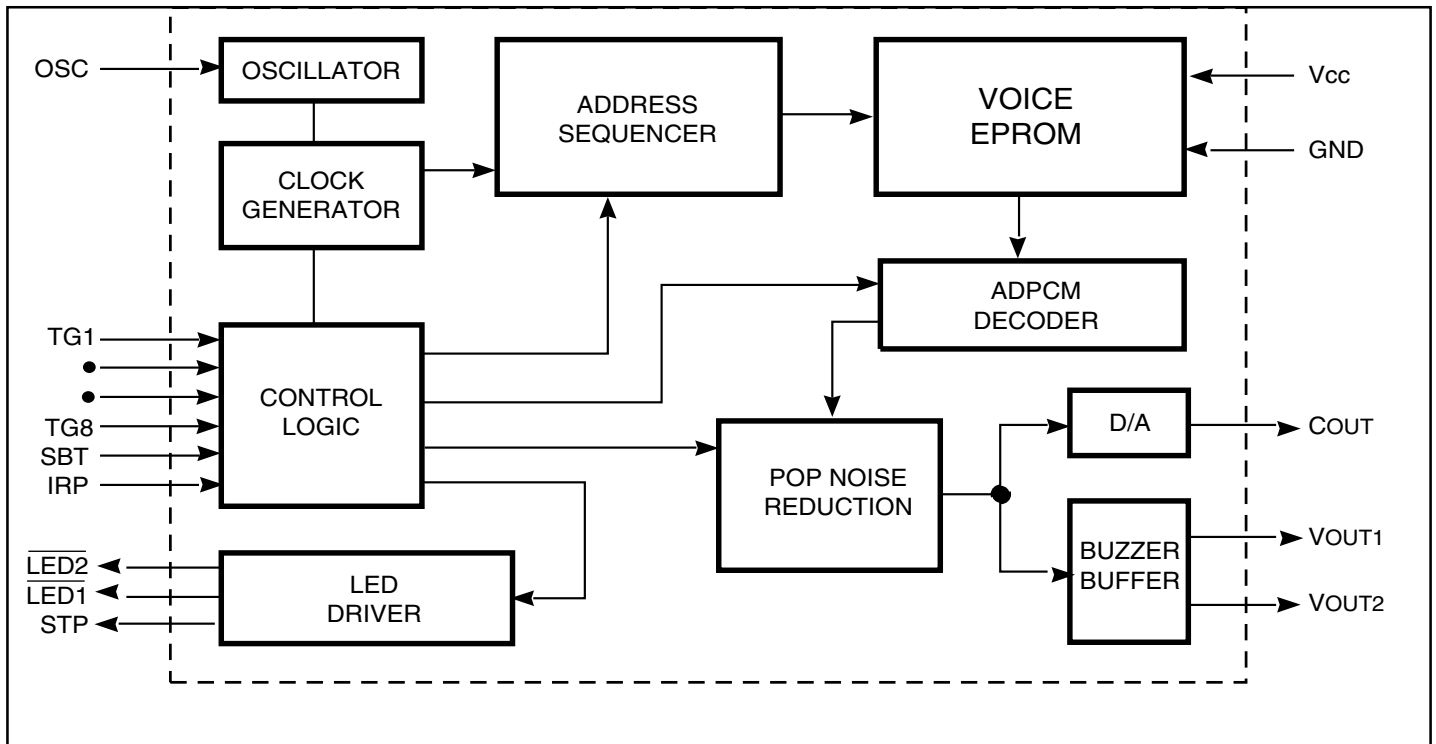 OSC
OSCILLATOR
ADDRESS
SEQUENCER
VOICE
EPROM
Vcc
GND
CLOCK
GENERATOR
ADPCM
DECODER
TG1
TG8
SBT
IRP
CONTROL
LOGIC
POP NOISE
REDUCTION
D/A
COUT
BUZZER
BUFFER
VOUT1
VOUT2
LED2
LED1
STP
LED
DRIVER